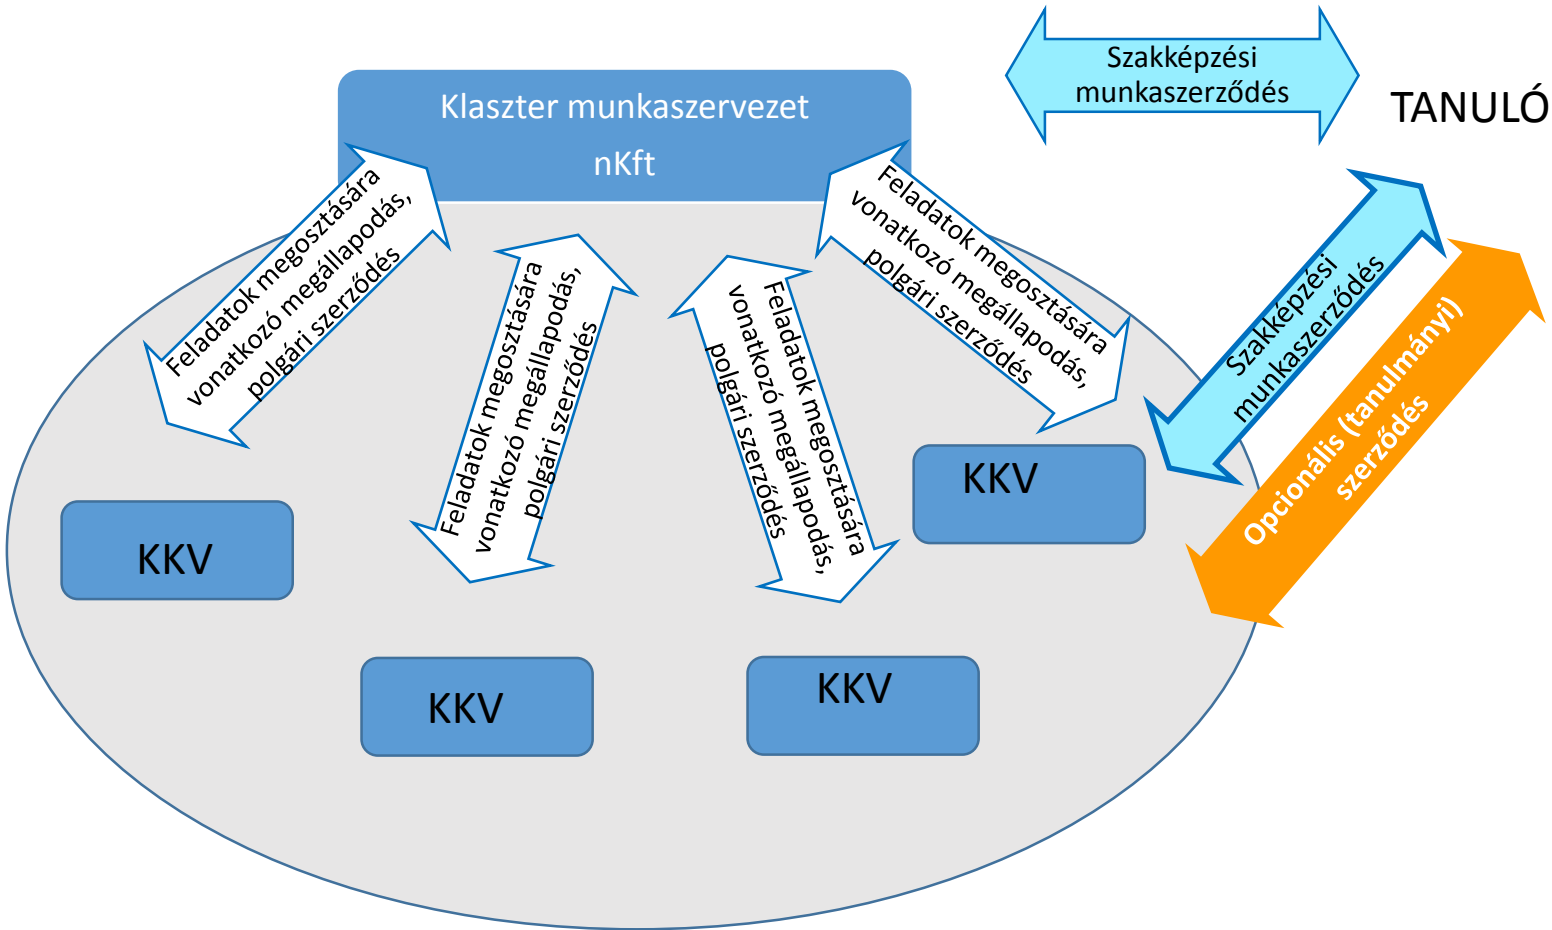 Szakképzési
munkaszerződés
TANULÓ
Klaszter munkaszervezet
nKft
Feladatok megosztására
vonatkozó megállapodás,
polgári szerződés
Feladatok megosztására
vonatkozó megállapodás,
polgári szerződés
Feladatok megosztására
vonatkozó megállapodás,
polgári szerződés
Feladatok megosztására
vonatkozó megállapodás,
polgári szerződés
Szakképzési
munkaszerződés
Opcionális (tanulmányi)
szerződés
KKV
KKV
KKV
KKV